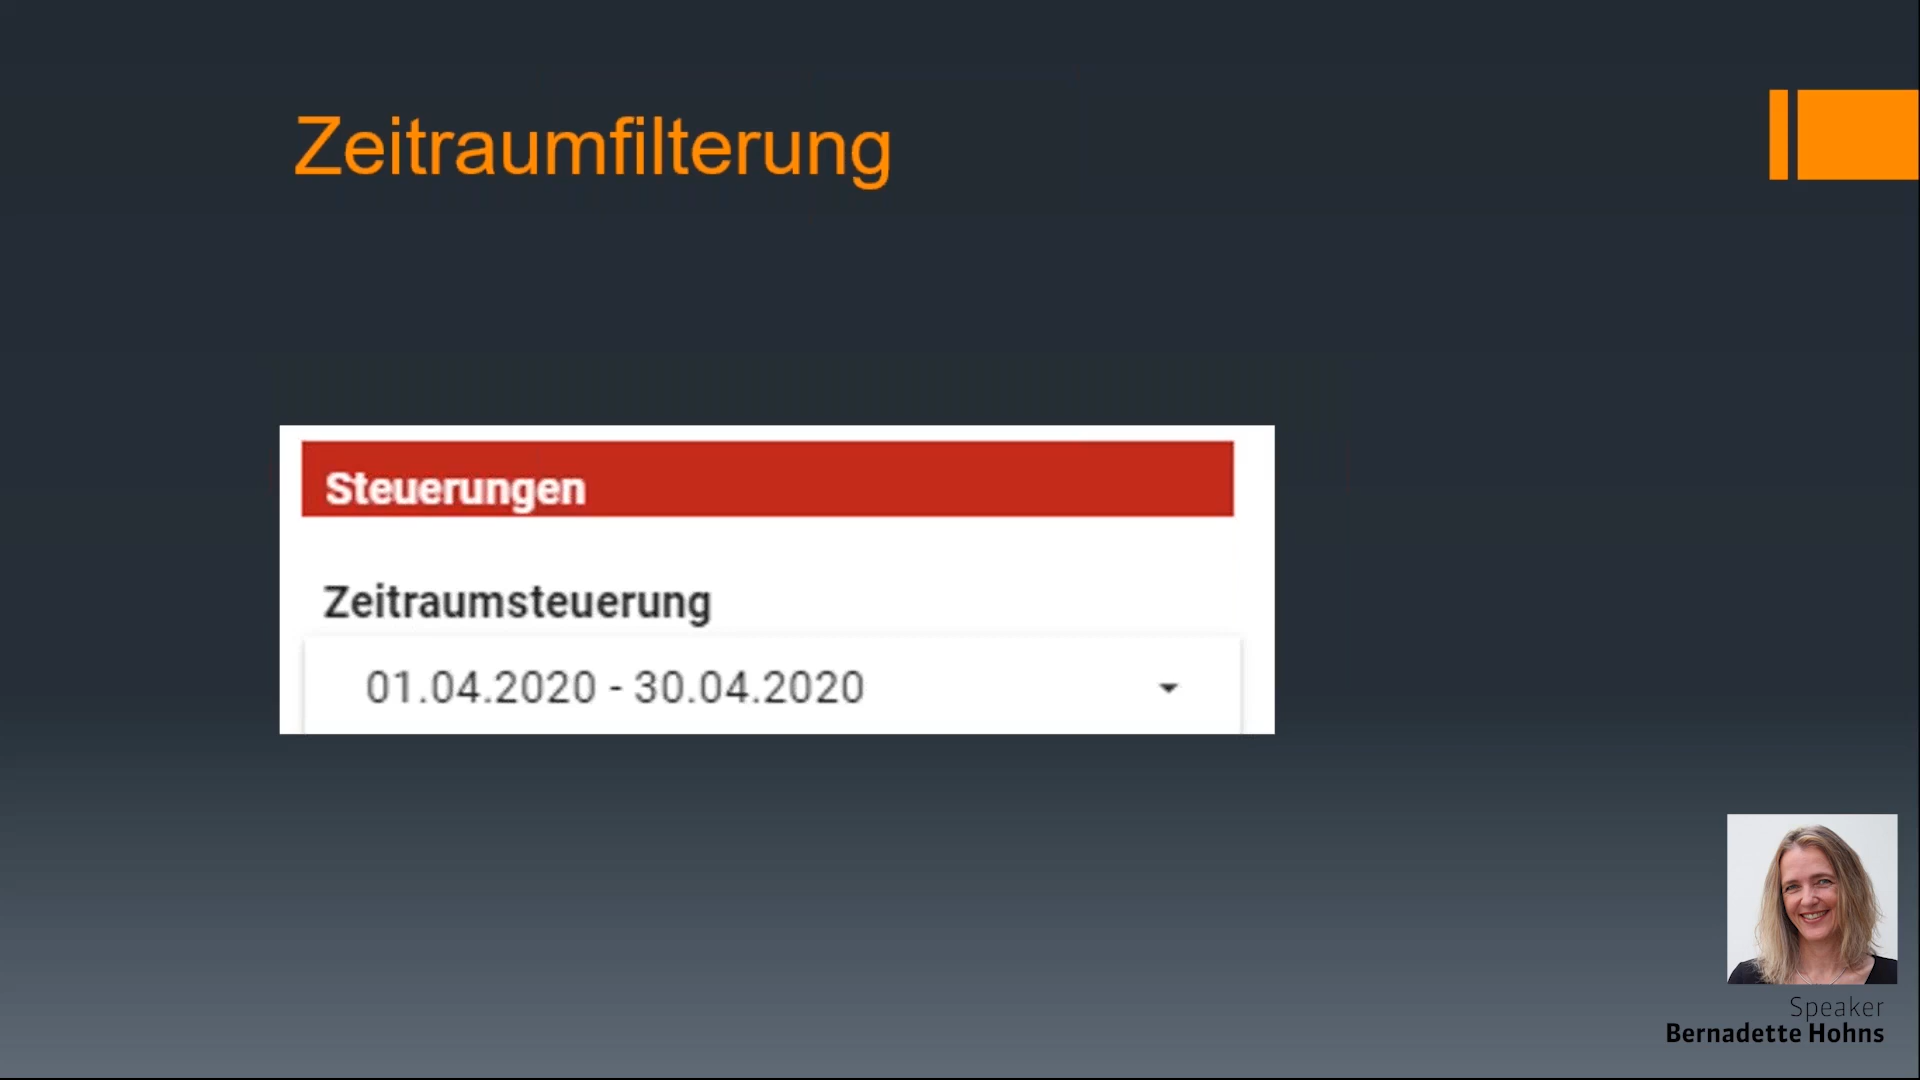 Zeitraumfilterung
Steuerungen
Zeitraumsteuerung
01.04.2020 - 30.04.2020
Speaker
Bernadette Hohns